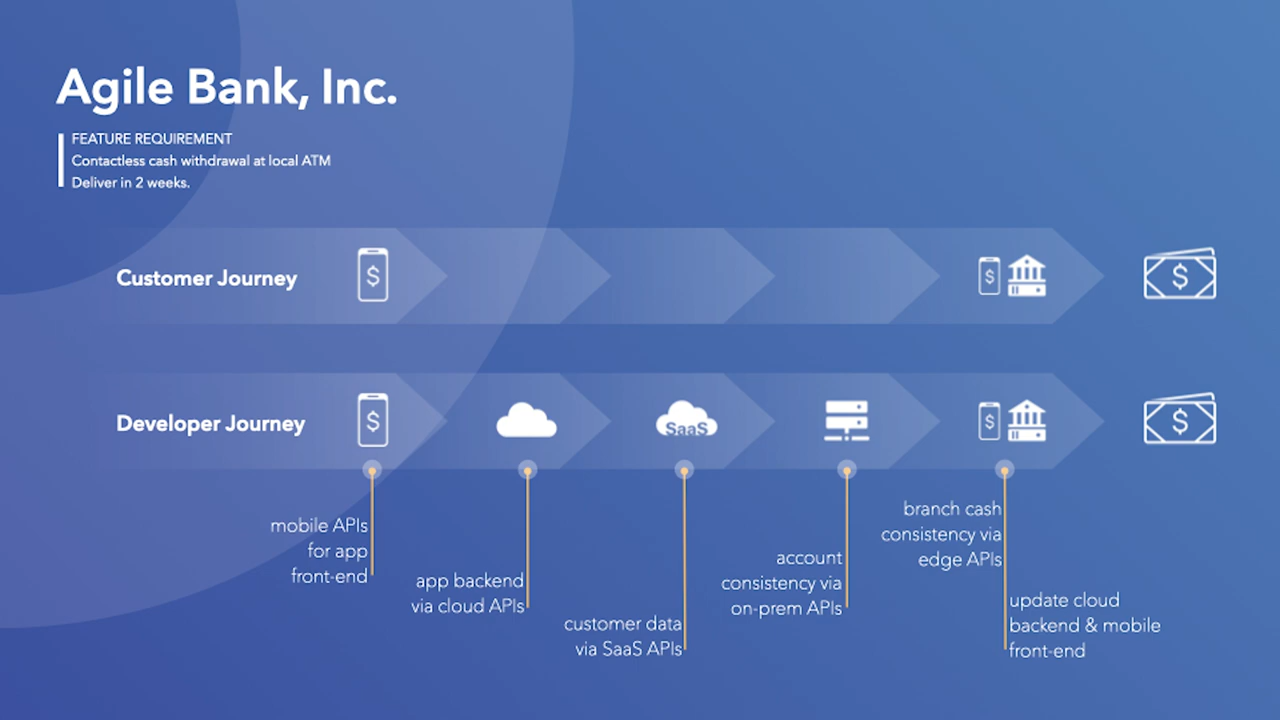 Agile Bank, Inc.
FEATURE REQUIREMENT
Contactless cash withdrawal at local ATM
Deliver in 2 weeks.
Customer Journey
$
$
$
Developer Journey
$
SaaS
$
$
mobile APIs
for app
front-end
app backend
via cloud APIs
customer data
via SaaS APIs
account
consistency via
on-prem APIs
branch cash
consistency via
edge APIs
update cloud
backend & mobile
front-end